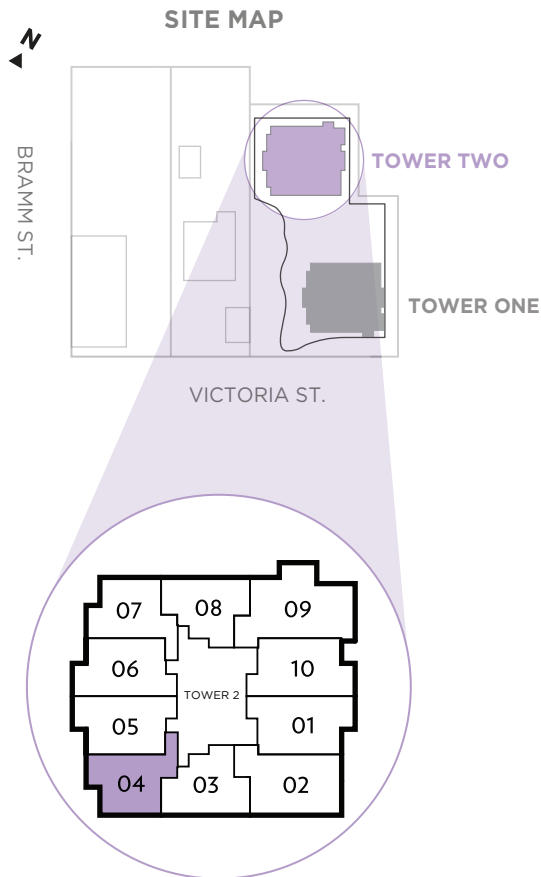 SITE MAP
N
BRAMM ST.
TOWER TWO
TOWER ONE
VICTORIA ST.
07
08
09
06
10
TOWER 2
05
01
04
03
02